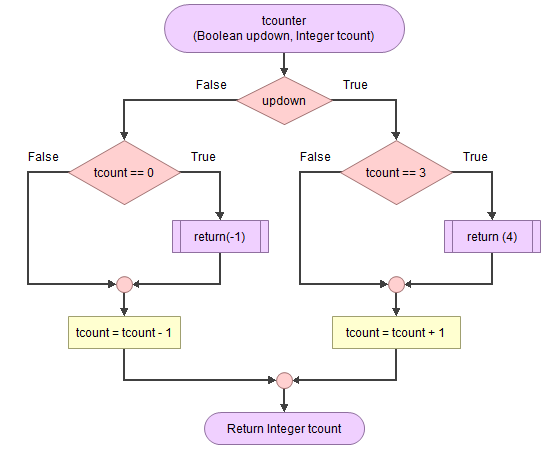 tcounter
(Boolean updown, Integer tcount)
False
True
updown
False
True
False
True
tcount == 0
tcount == 3
return(-1)
return (4)
tcount = tcount - 1
tcount = tcount + 1
Return Integer tcount